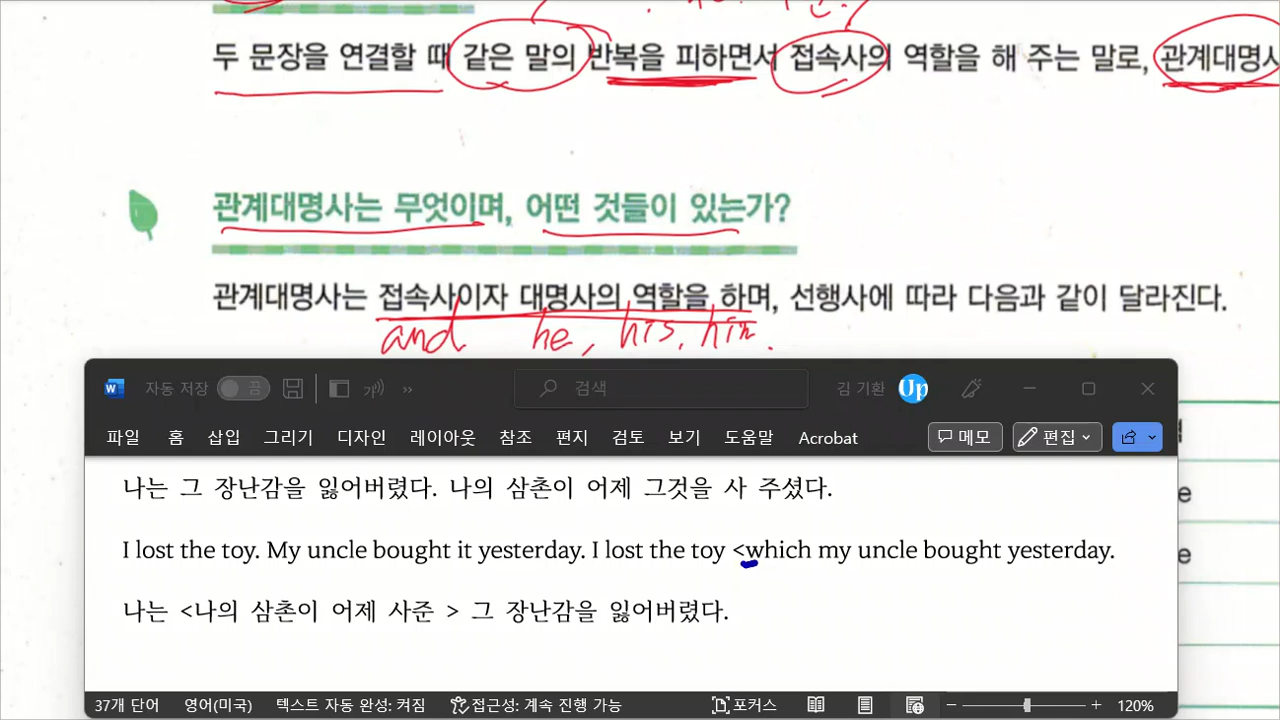 두 문장을 연결할 때 같은 말의 반복을 피하면서 접속사의 역할을 해 주는 말로, 관계대명사
관계대명사는 무엇이며, 어떤 것들이 있는가?
관계대명사는 접속사이자 대명사의 역할을 하며, 선행사에 따라 다음과 같이 달라진다.
and he, his, him.
자동 저장 끔 가)) » 검색 김 기환 Up
파일 홈 삽입 그리기 디자인 레이아웃 참조 편지 검토 보기 도움말 Acrobat 메모 편집
나는 그 장난감을 잃어버렸다. 나의 삼촌이 어제 그것을 사 주셨다.
I lost the toy. My uncle bought it yesterday. I lost the toy <which my uncle bought yesterday.
나는 <나의 삼촌이 어제 사준 > 그 장난감을 잃어버렸다.
37개 단어 영어(미국) 텍스트 자동 완성: 켜짐 접근성: 계속 진행 가능 포커스 120%